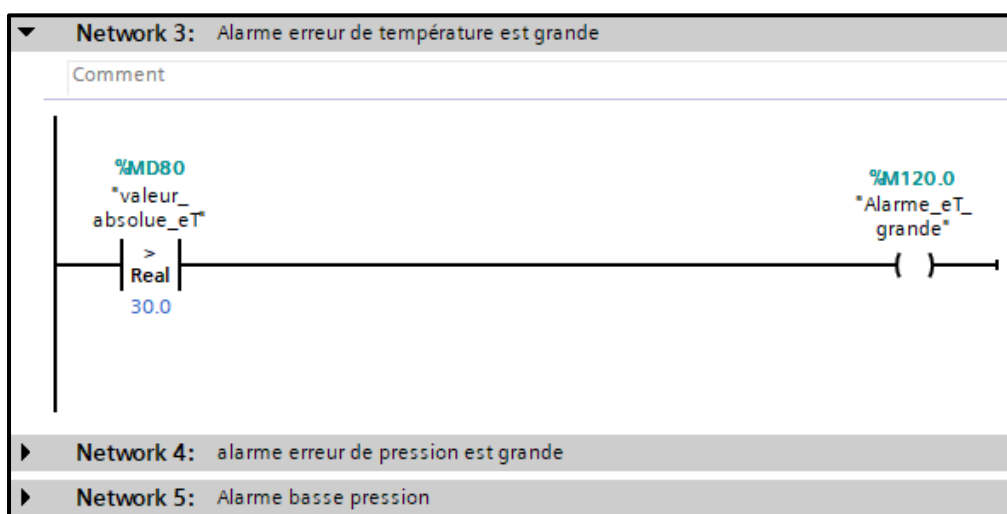 Network 3: Alarme erreur de température est grande
Comment
%MD80
"valeur_
absolue_eT"
>
Real
30.0
%M120.0
"Alarme_eT_
grande"
( )
Network 4: alarme erreur de pression est grande
Network 5: Alarme basse pression